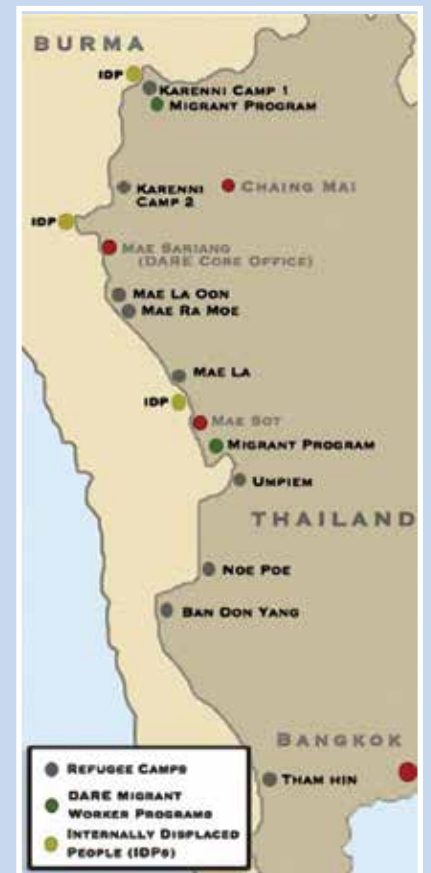 BURMA
IDP
KARENNI CAMP 1
MIGRANT PROGRAM
KARENNI
CAMP 2
CHAING MAI
IDP
MAE SARIANG
(DARE CORE OFFICE)
MAE LA OON
MAE RA MOE
MAE LA
IDP
MAE SOT
MIGRANT PROGRAM
UMPIEM
THAILAND
NOE POE
BAN DON YANG
BANGKOK
THAM HIN
REFUGEE CAMPS
DARE MIGRANT
WORKER PROGRAMS
INTERNALLY DISPLACED
PEOPLE (IDPs)